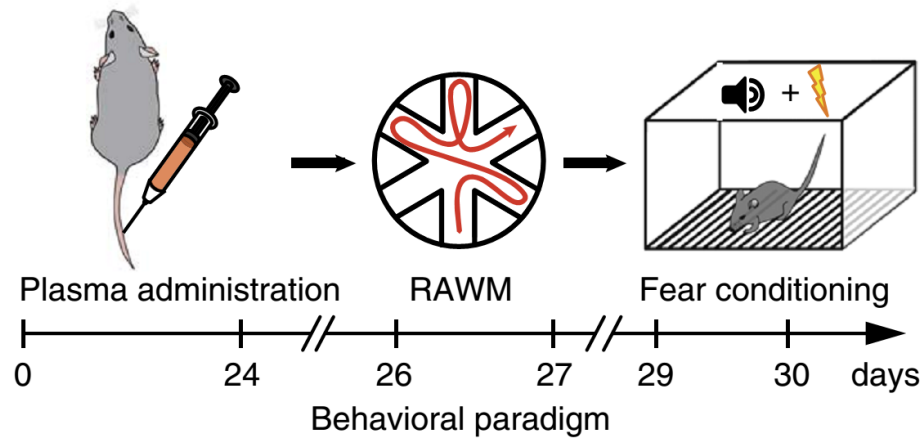 +
Plasma administration RAWM Fear conditioning
0 24 26 27 29 30 days
Behavioral paradigm